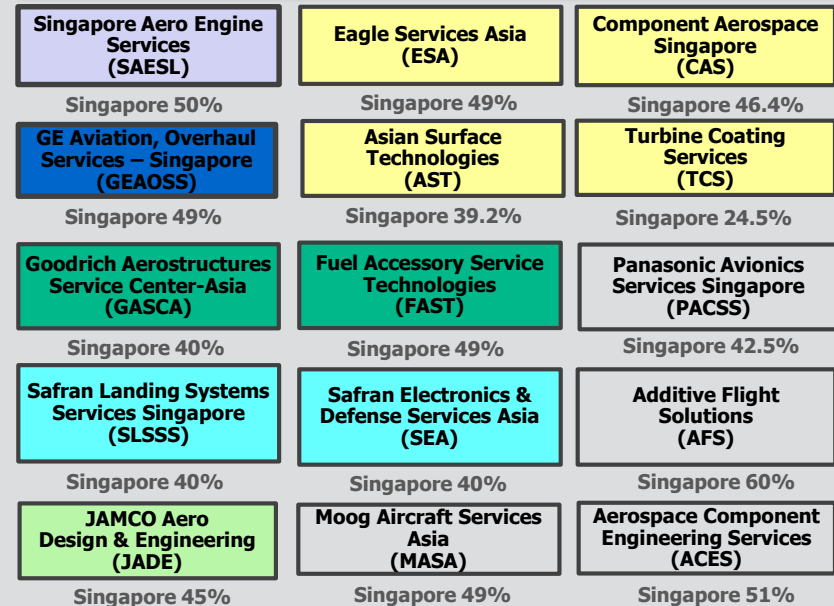 Singapore Aero Engine
Services
(SAESL)
Singapore 50%
Eagle Services Asia
(ESA)
Singapore 49%
Component Aerospace
Singapore
(CAS)
Singapore 46.4%
GE Aviation, Overhaul
Services – Singapore
(GEAOSS)
Singapore 49%
Asian Surface
Technologies
(AST)
Singapore 39.2%
Turbine Coating
Services
(TCS)
Singapore 24.5%
Goodrich Aerostructures
Service Center-Asia
(GASCA)
Singapore 40%
Fuel Accessory Service
Technologies
(FAST)
Singapore 49%
Panasonic Avionics
Services Singapore
(PACSS)
Singapore 42.5%
Safran Landing Systems
Services Singapore
(SLSSS)
Singapore 40%
Safran Electronics &
Defense Services Asia
(SEA)
Singapore 40%
Additive Flight
Solutions
(AFS)
Singapore 60%
JAMCO Aero
Design & Engineering
(JADE)
Singapore 45%
Moog Aircraft Services
Asia
(MASA)
Singapore 49%
Aerospace Component
Engineering Services
(ACES)
Singapore 51%